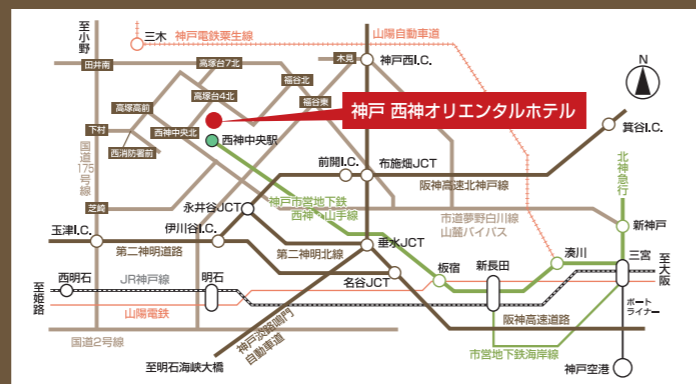 至小野
三木
神戸電鉄粟生線
山陽自動車道
田井南
高塚台7北
木見
神戸西I.C.
N
福谷北
高塚台4北
福谷東
高塚高前
神戸 西神オリエンタルホテル
下村
西神中央北
西神中央駅
西消防署前
箕谷I.C.
国道175号線
前開I.C.
布施畑JCT
阪神高速北神戸線
北神急行
神戸市営地下鉄
西神・山手線
芝崎
永井谷JCT
市道夢野白川線
山麓バイパス
新神戸
玉津I.C.
伊川谷I.C.
第二神明道路
第二神明北線
垂水JCT
湊川
三宮
至大阪
至姫路
西明石
JR神戸線
明石
名谷JCT
板宿
新長田
山陽電鉄
ポート
ライナー
阪神高速道路
国道2号線
神戸淡路鳴門
自動車道
市営地下鉄海岸線
至明石海峡大橋
神戸空港